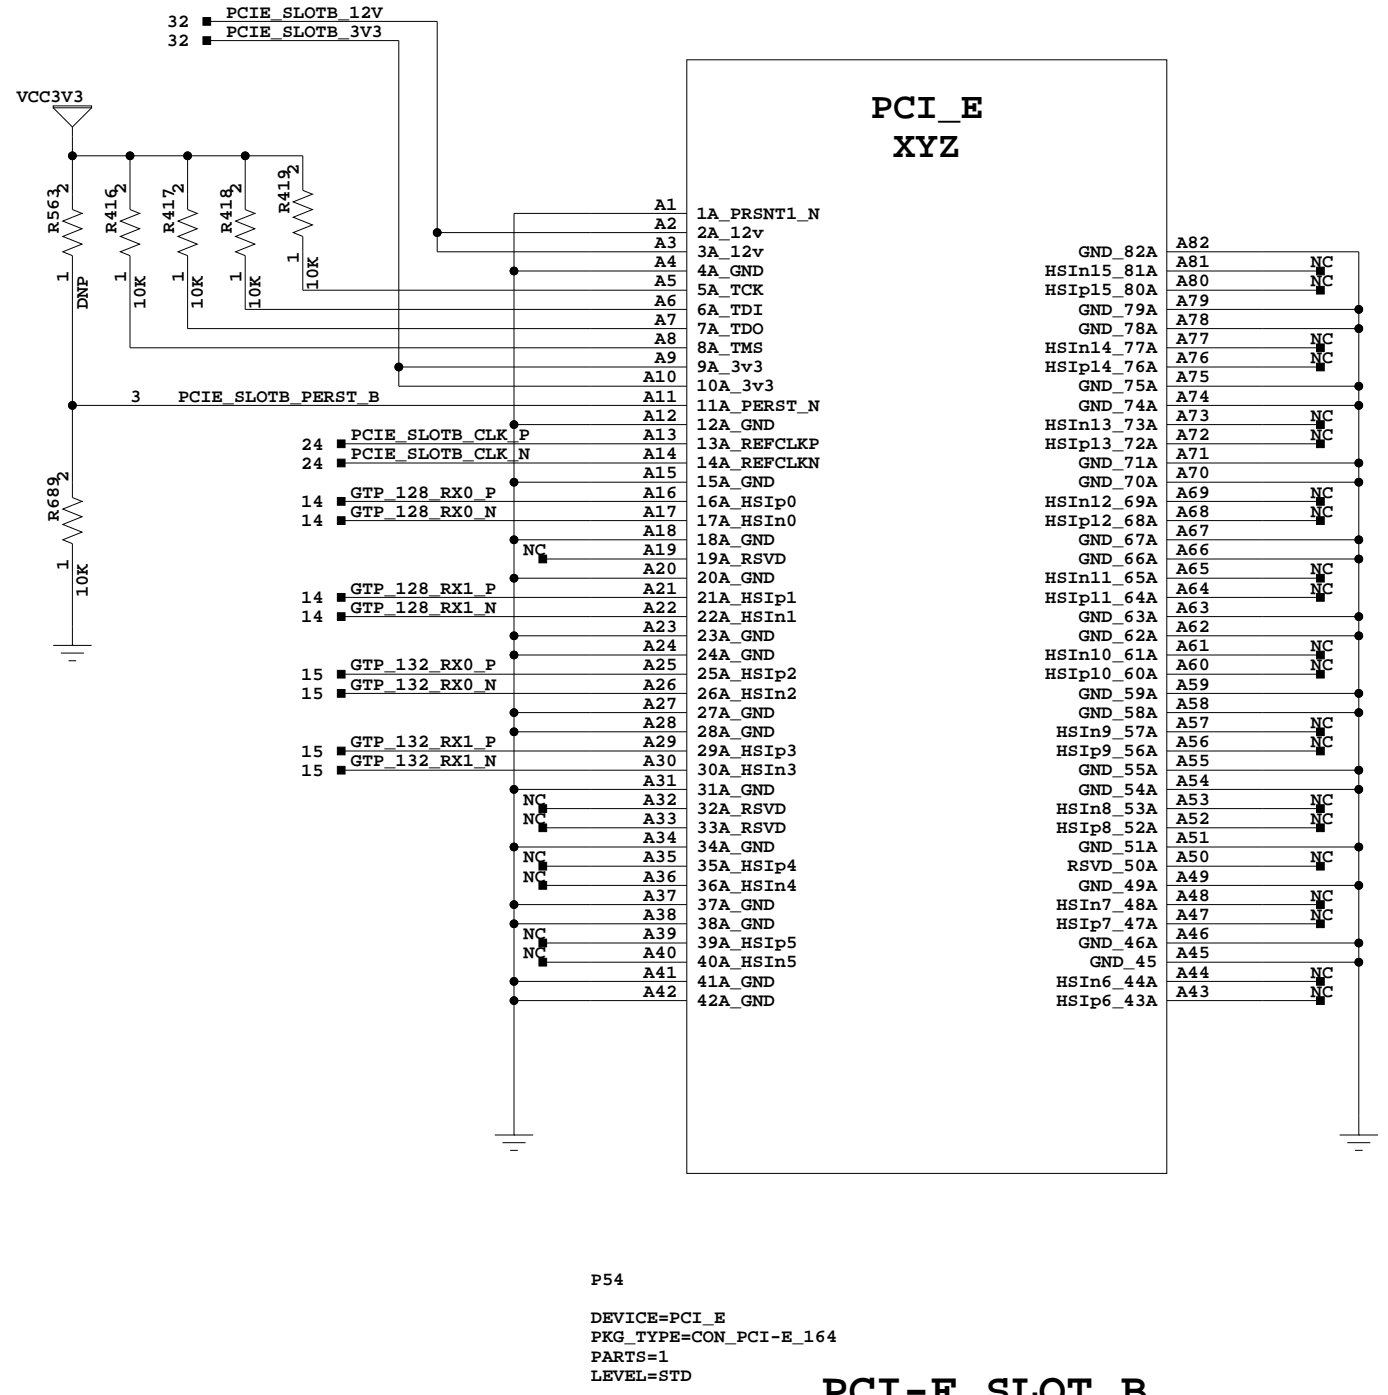 32 PCIE_SLOTB_12V
32 PCIE_SLOTB_3V3
VCC3V3
PCI_E
XYZ
R563 2 1 DNP
R416 2 1 10K
R417 2 1 10K
R418 2 1 10K
R419 2 1 10K
R689 2 1 10K
A1 1A_PRSNT1_N
A2 2A_12v
A3 3A_12v
A4 4A_GND
A5 5A_TCK
A6 6A_TDI
A7 7A_TDO
A8 8A_TMS
A9 9A_3v3
A10 10A_3v3
3 PCIE_SLOTB_PERST_B A11 11A_PERST_N
A12 12A_GND
24 PCIE_SLOTB_CLK_P A13 13A_REFCLKP
24 PCIE_SLOTB_CLK_N A14 14A_REFCLKN
A15 15A_GND
14 GTP_128_RX0_P A16 16A_HSIp0
14 GTP_128_RX0_N A17 17A_HSIn0
A18 18A_GND
NC A19 19A_RSVD
A20 20A_GND
14 GTP_128_RX1_P A21 21A_HSIp1
14 GTP_128_RX1_N A22 22A_HSIn1
A23 23A_GND
A24 24A_GND
15 GTP_132_RX0_P A25 25A_HSIp2
15 GTP_132_RX0_N A26 26A_HSIn2
A27 27A_GND
A28 28A_GND
15 GTP_132_RX1_P A29 29A_HSIp3
15 GTP_132_RX1_N A30 30A_HSIn3
A31 31A_GND
NC A32 32A_RSVD
NC A33 33A_RSVD
A34 34A_GND
NC A35 35A_HSIp4
NC A36 36A_HSIn4
A37 37A_GND
A38 38A_GND
NC A39 39A_HSIp5
NC A40 40A_HSIn5
A41 41A_GND
A42 42A_GND
GND_82A A82
HSIn15_81A A81 NC
HSIp15_80A A80 NC
GND_79A A79
GND_78A A78
HSIn14_77A A77 NC
HSIp14_76A A76 NC
GND_75A A75
GND_74A A74
HSIn13_73A A73 NC
HSIp13_72A A72 NC
GND_71A A71
GND_70A A70
HSIn12_69A A69 NC
HSIp12_68A A68 NC
GND_67A A67
GND_66A A66
HSIn11_65A A65 NC
HSIp11_64A A64 NC
GND_63A A63
GND_62A A62
HSIn10_61A A61 NC
HSIp10_60A A60 NC
GND_59A A59
GND_58A A58
HSIn9_57A A57 NC
HSIp9_56A A56 NC
GND_55A A55
GND_54A A54
HSIn8_53A A53 NC
HSIp8_52A A52 NC
GND_51A A51
RSVD_50A A50 NC
GND_49A A49
HSIn7_48A A48 NC
HSIp7_47A A47 NC
GND_46A A46
GND_45 A45
HSIn6_44A A44 NC
HSIp6_43A A43 NC
P54
DEVICE=PCI_E
PKG_TYPE=CON_PCI-E_164
PARTS=1
LEVEL=STD
PCI-E SLOT B